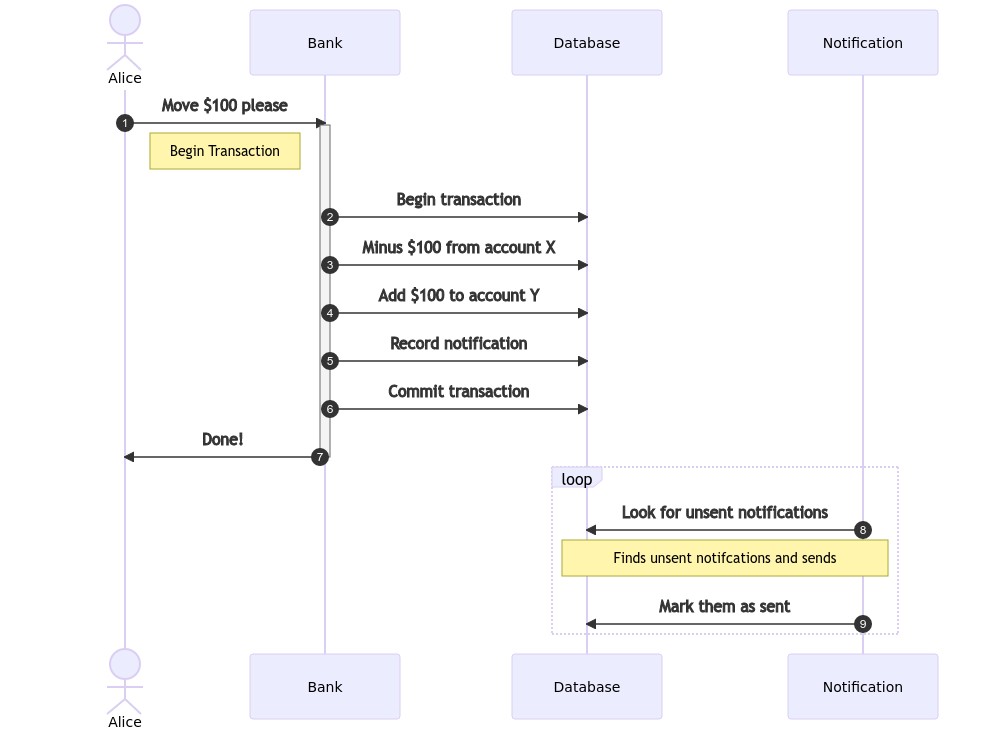 Bank
Database
Notification
Alice
Move $100 please
1
Begin Transaction
Begin transaction
2
Minus $100 from account X
3
Add $100 to account Y
4
Record notification
5
Commit transaction
6
Done!
7
loop
Look for unsent notifications
8
Finds unsent notifcations and sends
Mark them as sent
9
Bank
Database
Notification
Alice